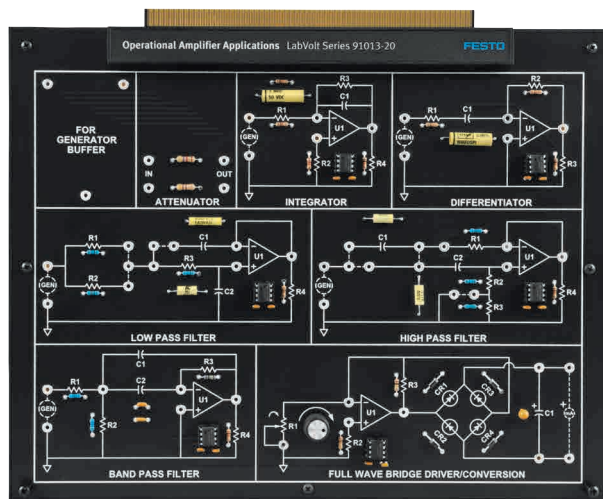 Operational Amplifier Applications LabVolt Series 91013-20
FESTO
FOR
GENERATOR
BUFFER
IN
OUT
ATTENUATOR
R3
C1
R1
GEN
U1
R2
R4
INTEGRATOR
R2
R1
C1
GEN
U1
R3
DIFFERENTIATOR
R1
R2
GEN
C1
R3
C2
U1
R4
LOW PASS FILTER
C1
R1
GEN
C2
R2
R3
U1
R4
HIGH PASS FILTER
C1
R3
R1
C2
GEN
R2
U1
R4
BAND PASS FILTER
R1
R2
U1
R3
CR1
CR3
CR2
CR4
C1
FULL WAVE BRIDGE DRIVER/CONVERSION